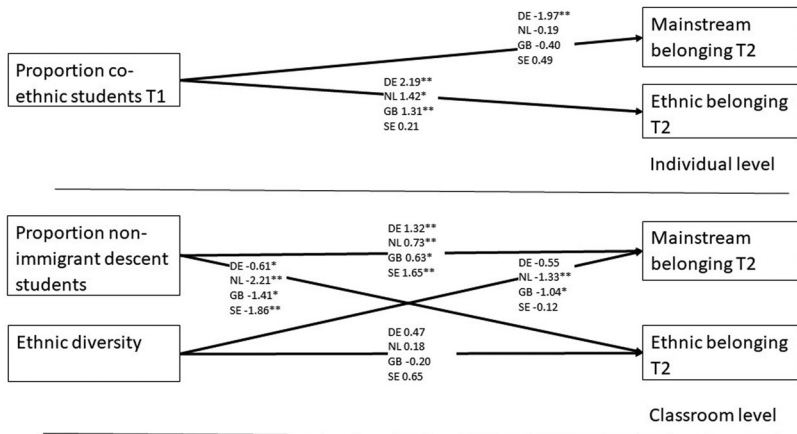 DE -1.97**
NL -0.19
GB -0.40
SE 0.49
Mainstream
belonging T2
Proportion co-
ethnic students T1
DE 2.19**
NL 1.42*
GB 1.31**
SE 0.21
Ethnic belonging
T2
Individual level
Proportion non-
immigrant descent
students
DE 1.32**
NL 0.73**
GB 0.63*
SE 1.65**
Mainstream
belonging T2
DE -0.61*
NL -2.21**
GB -1.41*
SE -1.86**
DE -0.55
NL -1.33**
GB -1.04*
SE -0.12
Ethnic diversity
DE 0.47
NL 0.18
GB -0.20
SE 0.65
Ethnic belonging
T2
Classroom level